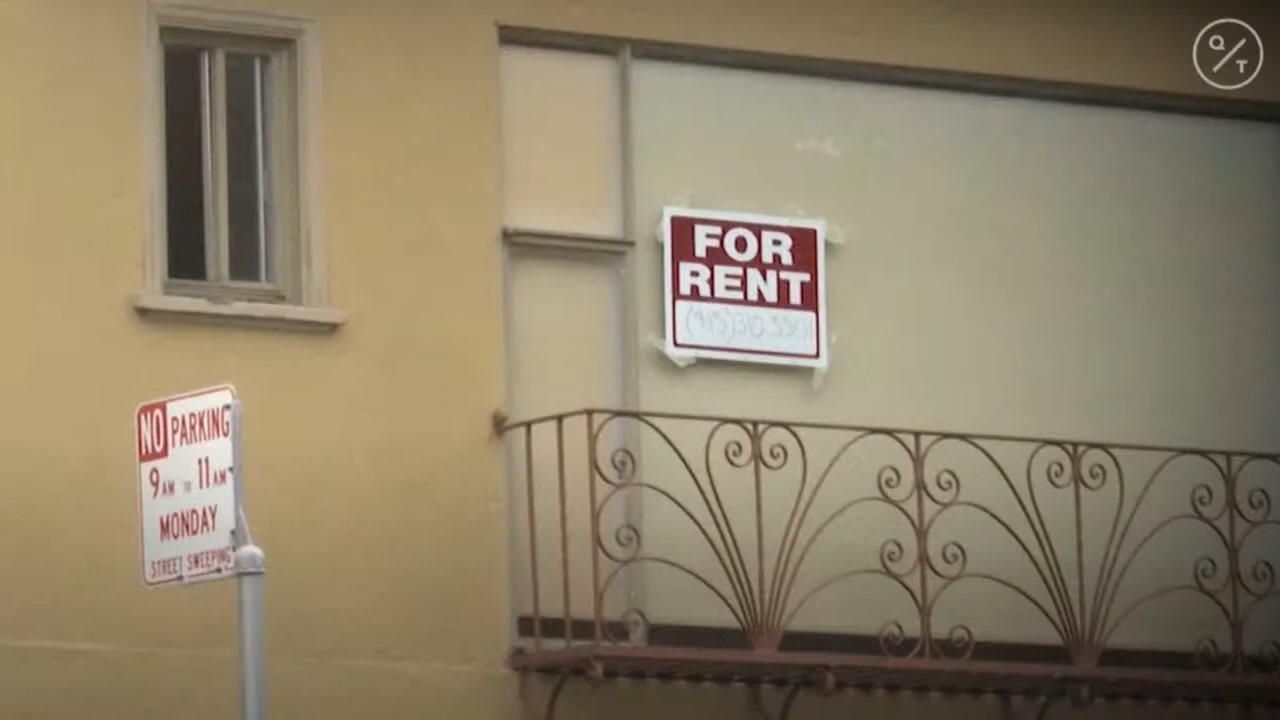 Q/T
FOR
RENT
NO PARKING
9AM TO 11AM
MONDAY
STREET SWEEPING